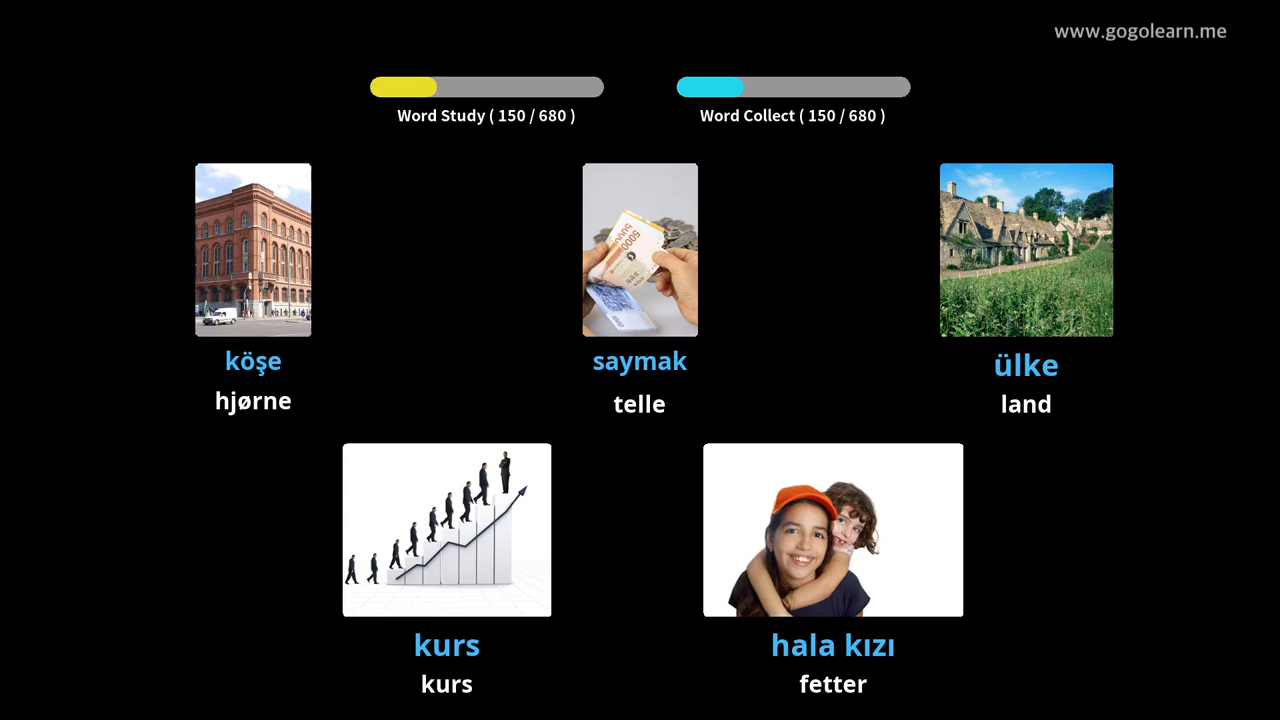 www.gogolearn.me
Word Study ( 150 / 680 )
Word Collect ( 150 / 680 )
köşe
hjørne
saymak
telle
ülke
land
kurs
kurs
hala kızı
fetter